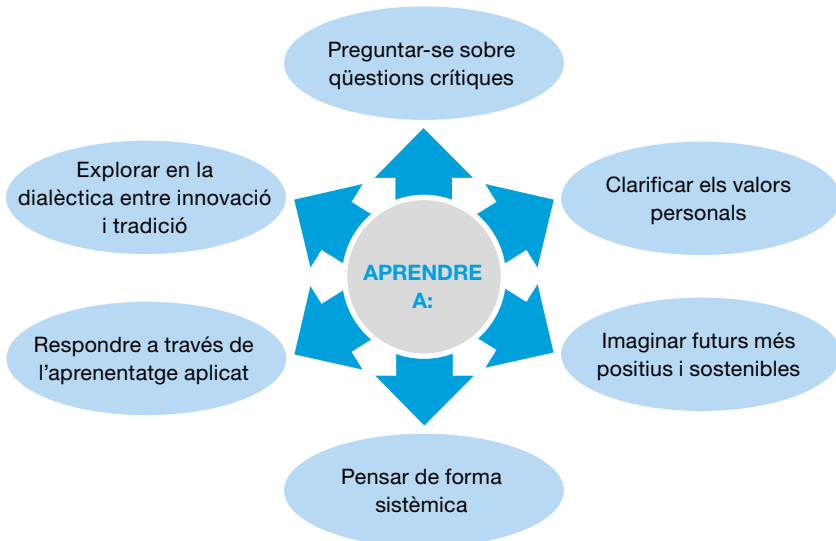 Preguntar-se sobre
qüestions crítiques
Explorar en la
dialèctica entre innovació
i tradició
Clarificar els valors
personals
APRENDRE
A:
Respondre a través de
l’aprenentatge aplicat
Imaginar futurs més
positius i sostenibles
Pensar de forma
sistèmica